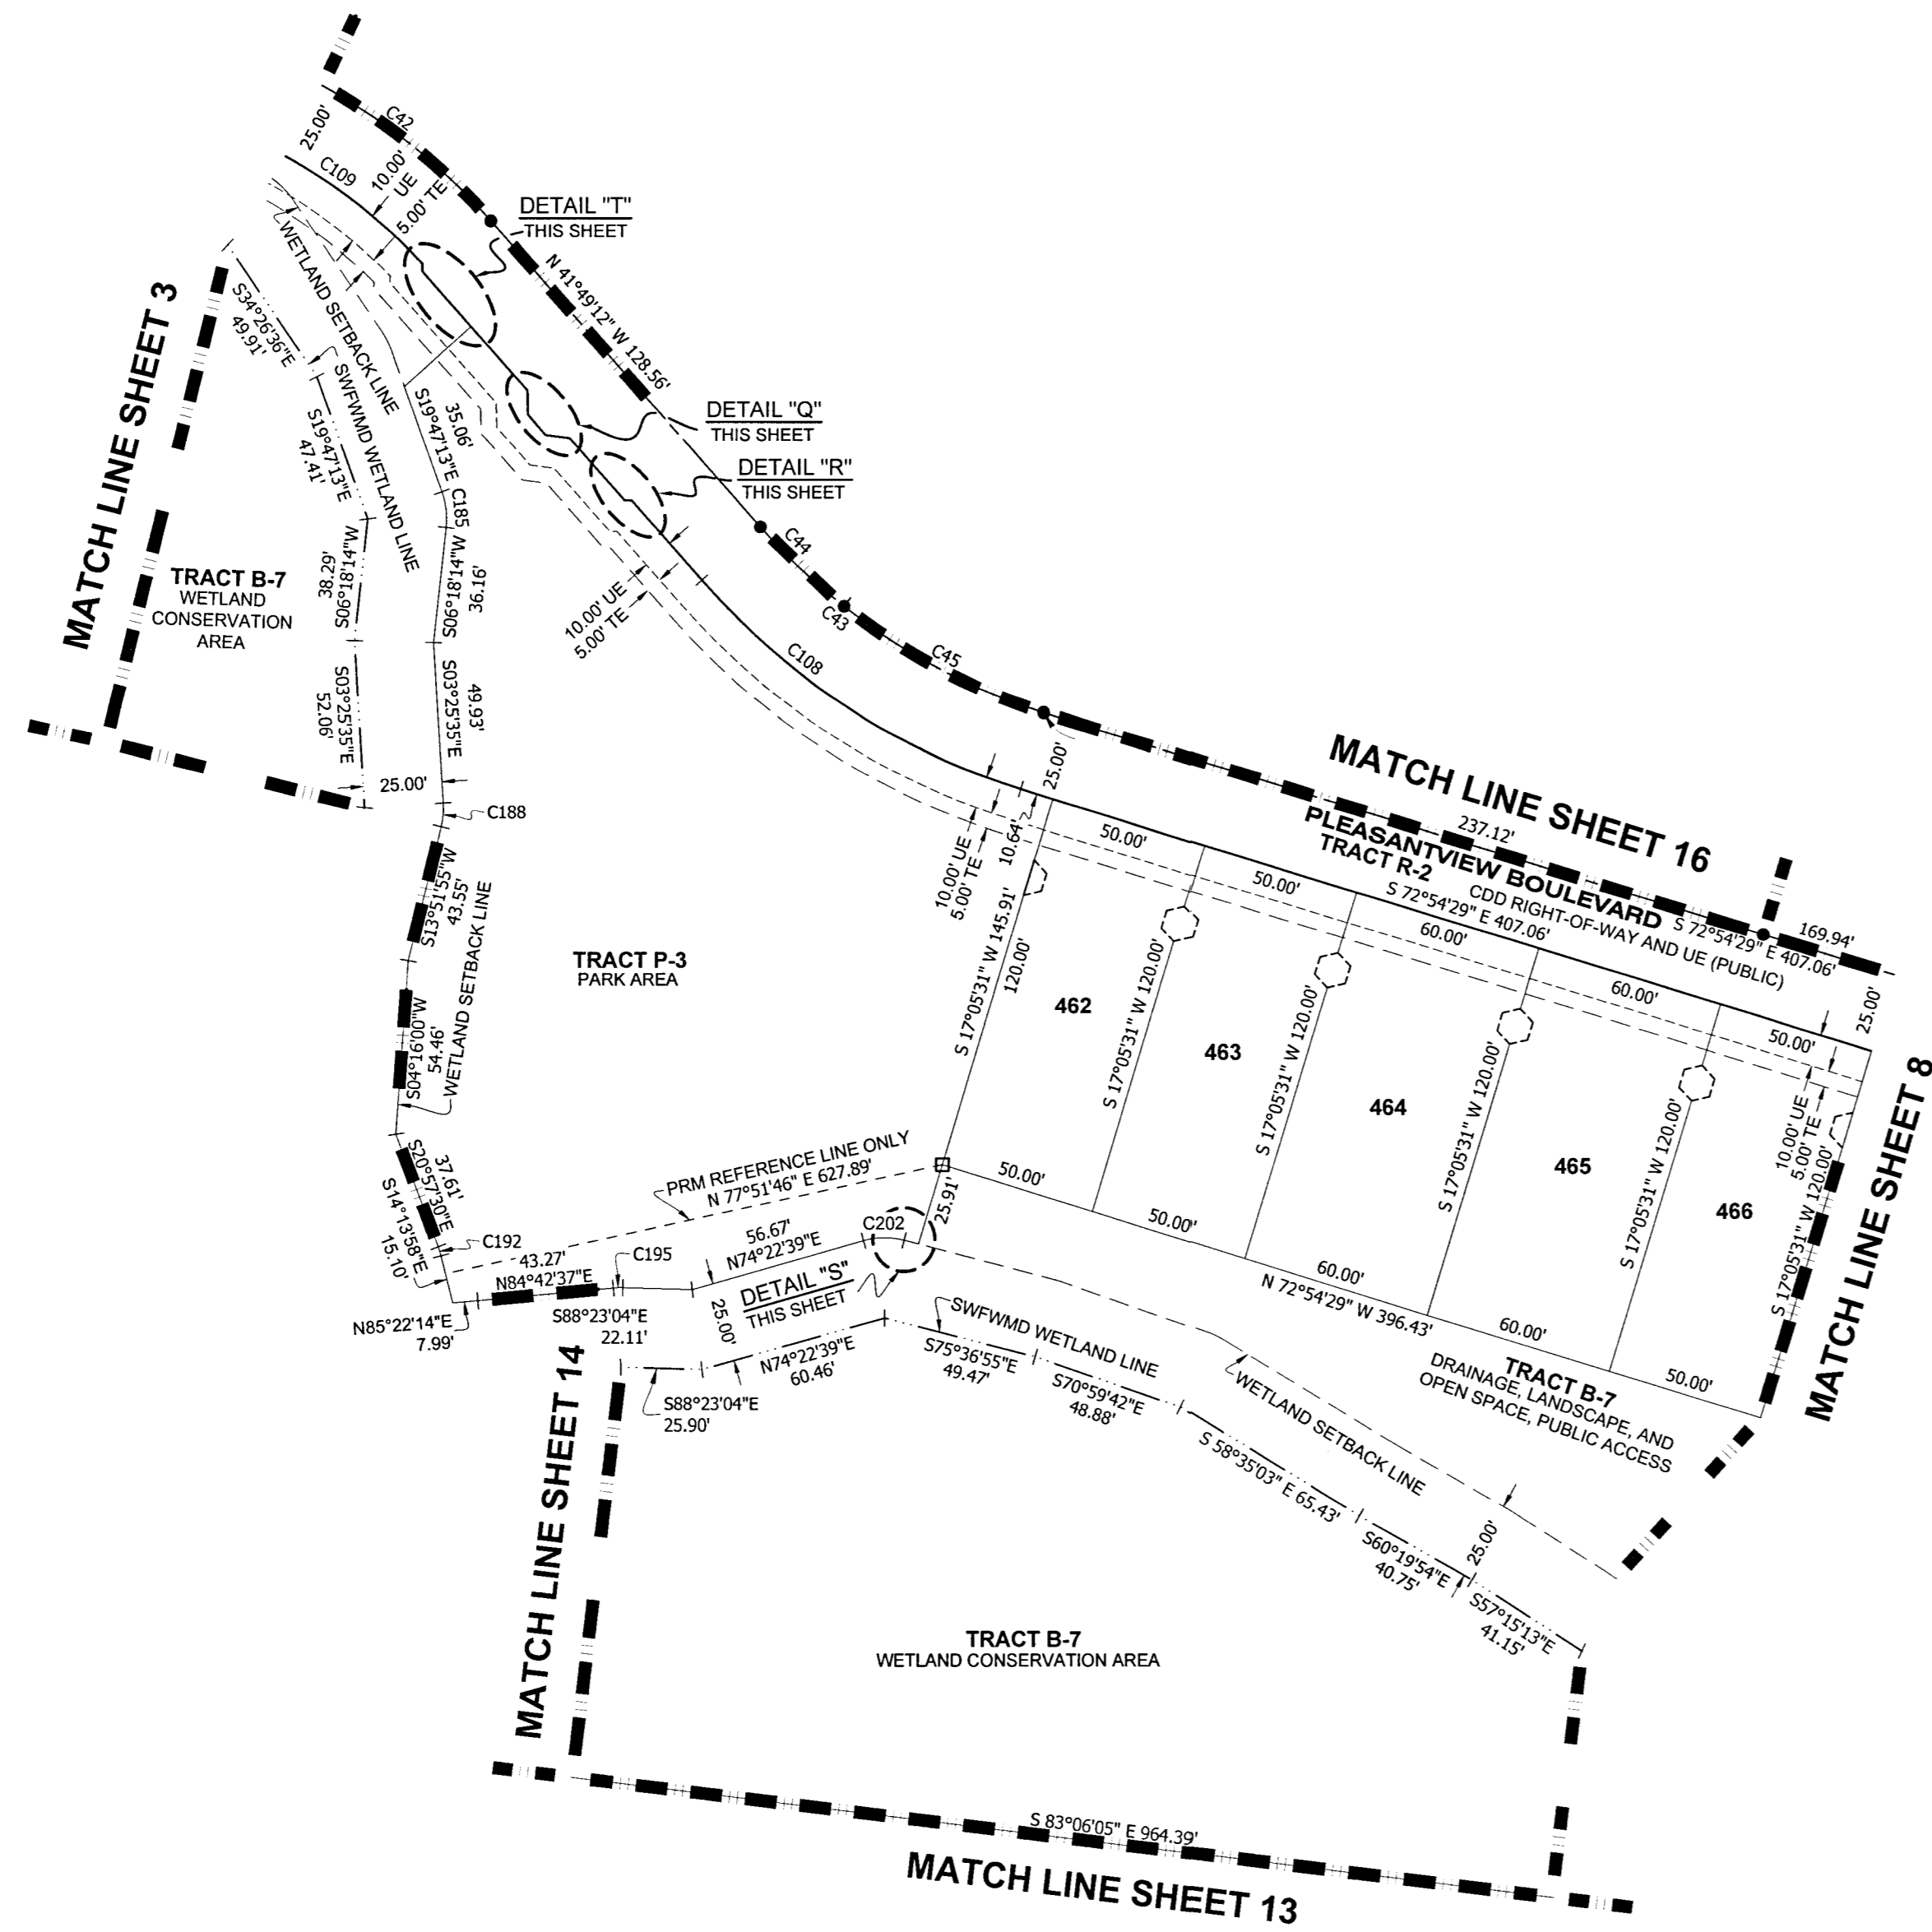 C42
25.00'
C109
10.00'
UE
5.00' TE
DETAIL "T"
THIS SHEET
N 41°49'12" W 128.56'
WETLAND SETBACK LINE
S34°26'36"E
49.91'
SWFWMD WETLAND LINE
S19°47'13"E
47.41'
35.06'
S19°47'13"E
C185
DETAIL "Q"
THIS SHEET
DETAIL "R"
THIS SHEET
MATCH LINE SHEET 3
TRACT B-7
WETLAND
CONSERVATION
AREA
38.29'
S06°18'14"W
S06°18'14"W
36.16'
S03°25'35"E
52.06'
49.93'
S03°25'35"E
25.00'
C188
10.00' UE
5.00' TE
C44
C43
C45
C108
MATCH LINE SHEET 16
237.12'
PLEASANTVIEW BOULEVARD
TRACT R-2
CDD RIGHT-OF-WAY AND UE (PUBLIC)
S 72°54'29" E 407.06'
S 72°54'29" E 407.06'
169.94'
25.00'
25.00'
10.64'
10.00' UE
5.00' TE
50.00'
50.00'
60.00'
60.00'
50.00'
S13°51'55"W
43.55'
WETLAND SETBACK LINE
S04°16'00"W
54.46'
TRACT P-3
PARK AREA
S 17°05'31" W 145.91'
120.00'
462
S 17°05'31" W 120.00'
463
S 17°05'31" W 120.00'
464
S 17°05'31" W 120.00'
465
S 17°05'31" W 120.00'
466
10.00' UE
5.00' TE
S 17°05'31" W 120.00'
MATCH LINE SHEET 8
37.61'
S20°57'30"E
S14°13'58"E
15.10'
PRM REFERENCE LINE ONLY
N 77°51'46" E 627.89'
C192
43.27'
N84°42'37"E
C195
56.67'
N74°22'39"E
C202
25.91'
N85°22'14"E
7.99'
S88°23'04"E
22.11'
25.00'
DETAIL "S"
THIS SHEET
50.00'
50.00'
60.00'
N 72°54'29" W 396.43'
60.00'
50.00'
TRACT B-7
DRAINAGE, LANDSCAPE, AND
OPEN SPACE, PUBLIC ACCESS
S88°23'04"E
25.90'
N74°22'39"E
60.46'
SWFWMD WETLAND LINE
S75°36'55"E
49.47'
S70°59'42"E
48.88'
WETLAND SETBACK LINE
S 58°35'03" E 65.43'
S60°19'54"E
40.75'
25.00'
S57°15'13"E
41.15'
MATCH LINE SHEET 14
TRACT B-7
WETLAND CONSERVATION AREA
S 83°06'05" E 964.39'
MATCH LINE SHEET 13